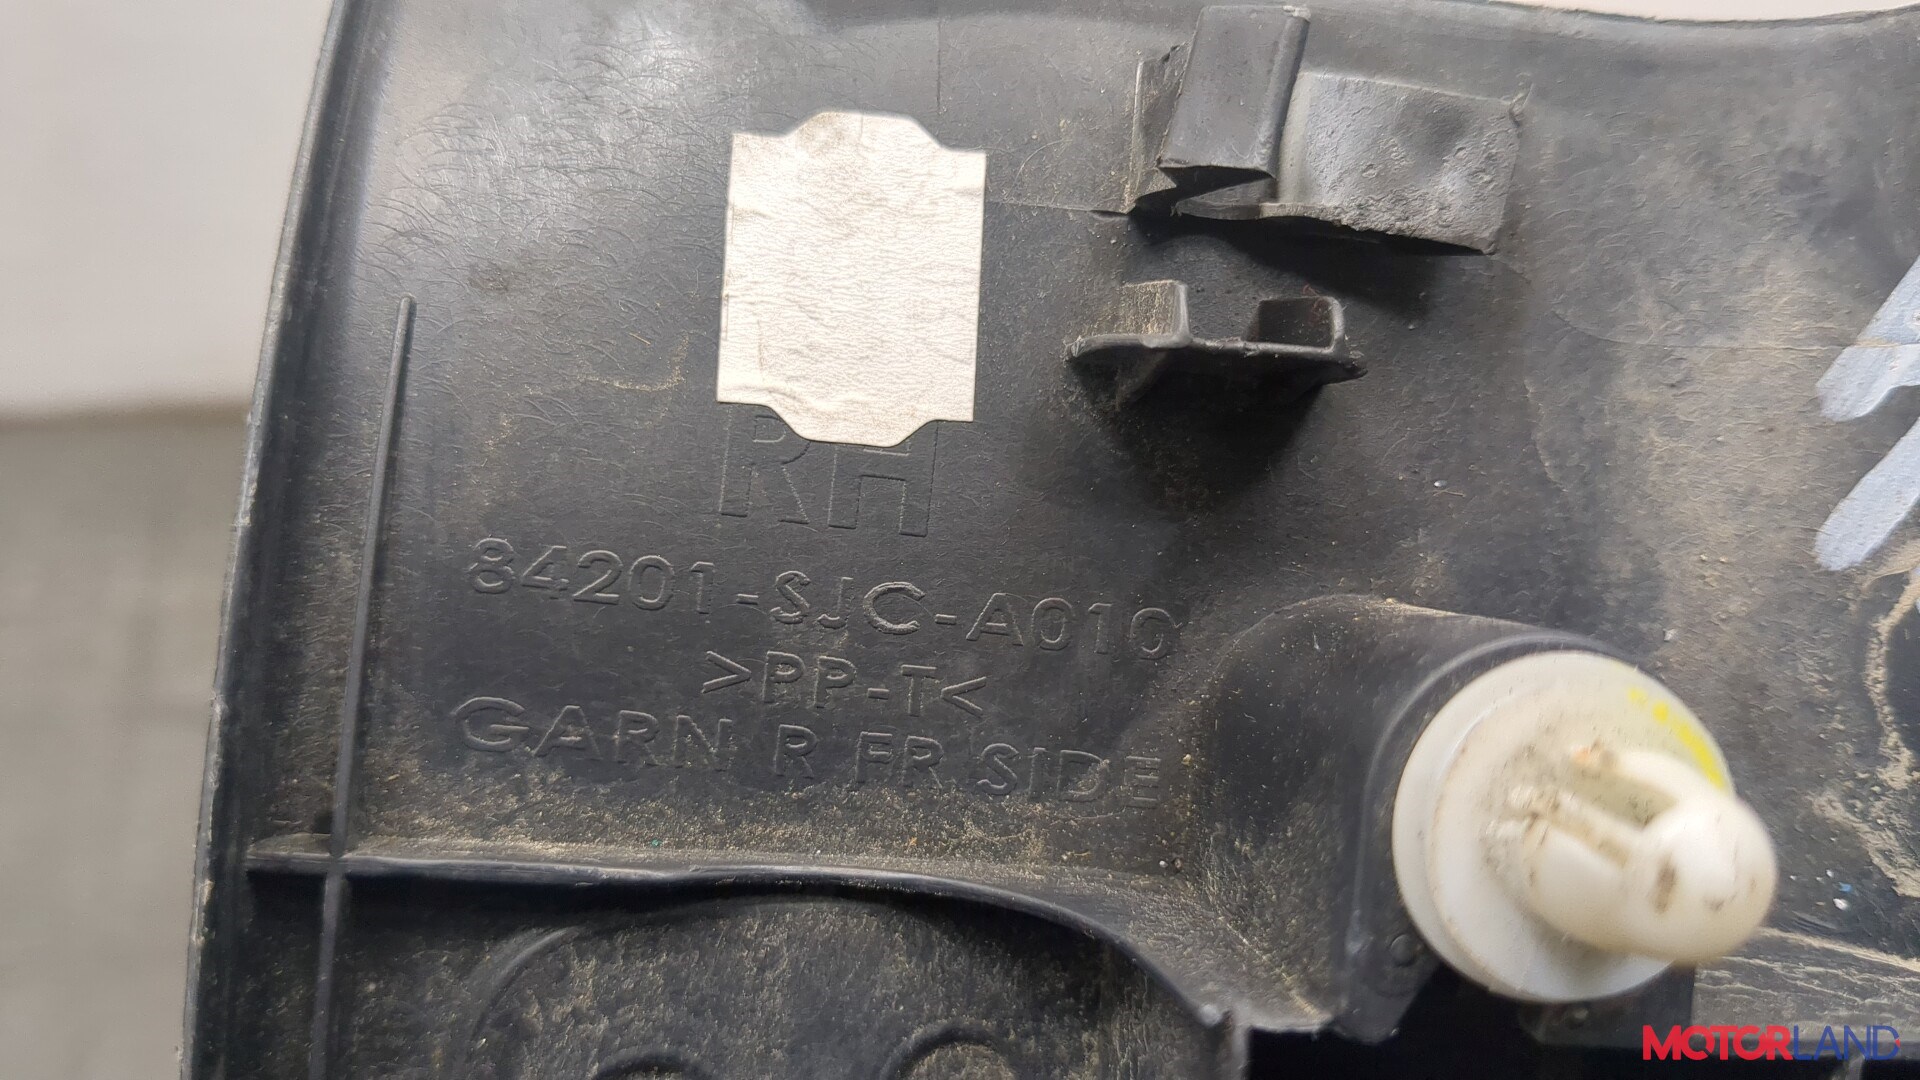 RH
84201-SJC-A010
>PP-T<
GARN R FR SIDE
MOTORLAND